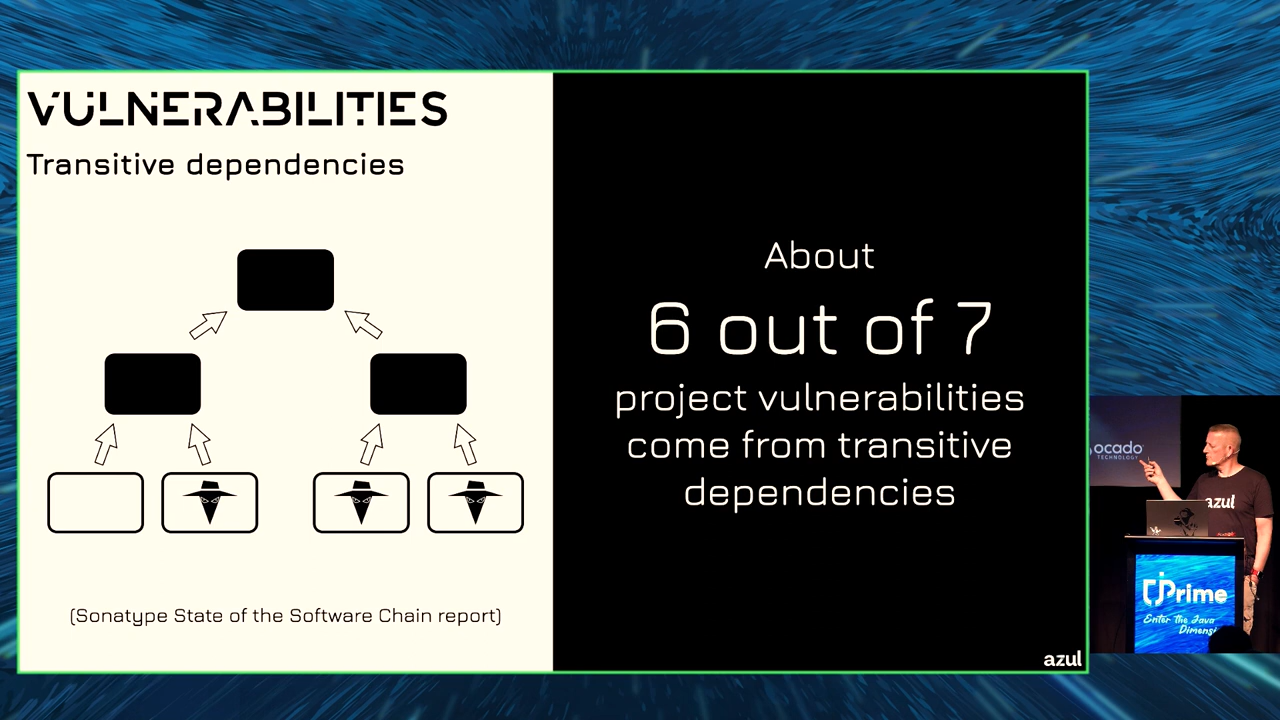 VULNERABILITIES
Transitive dependencies
(Sonatype State of the Software Chain report)
About
6 out of 7
project vulnerabilities
come from transitive
dependencies
azul
ocado
TECHNOLOGY
azul
jPrime
Enter the Java